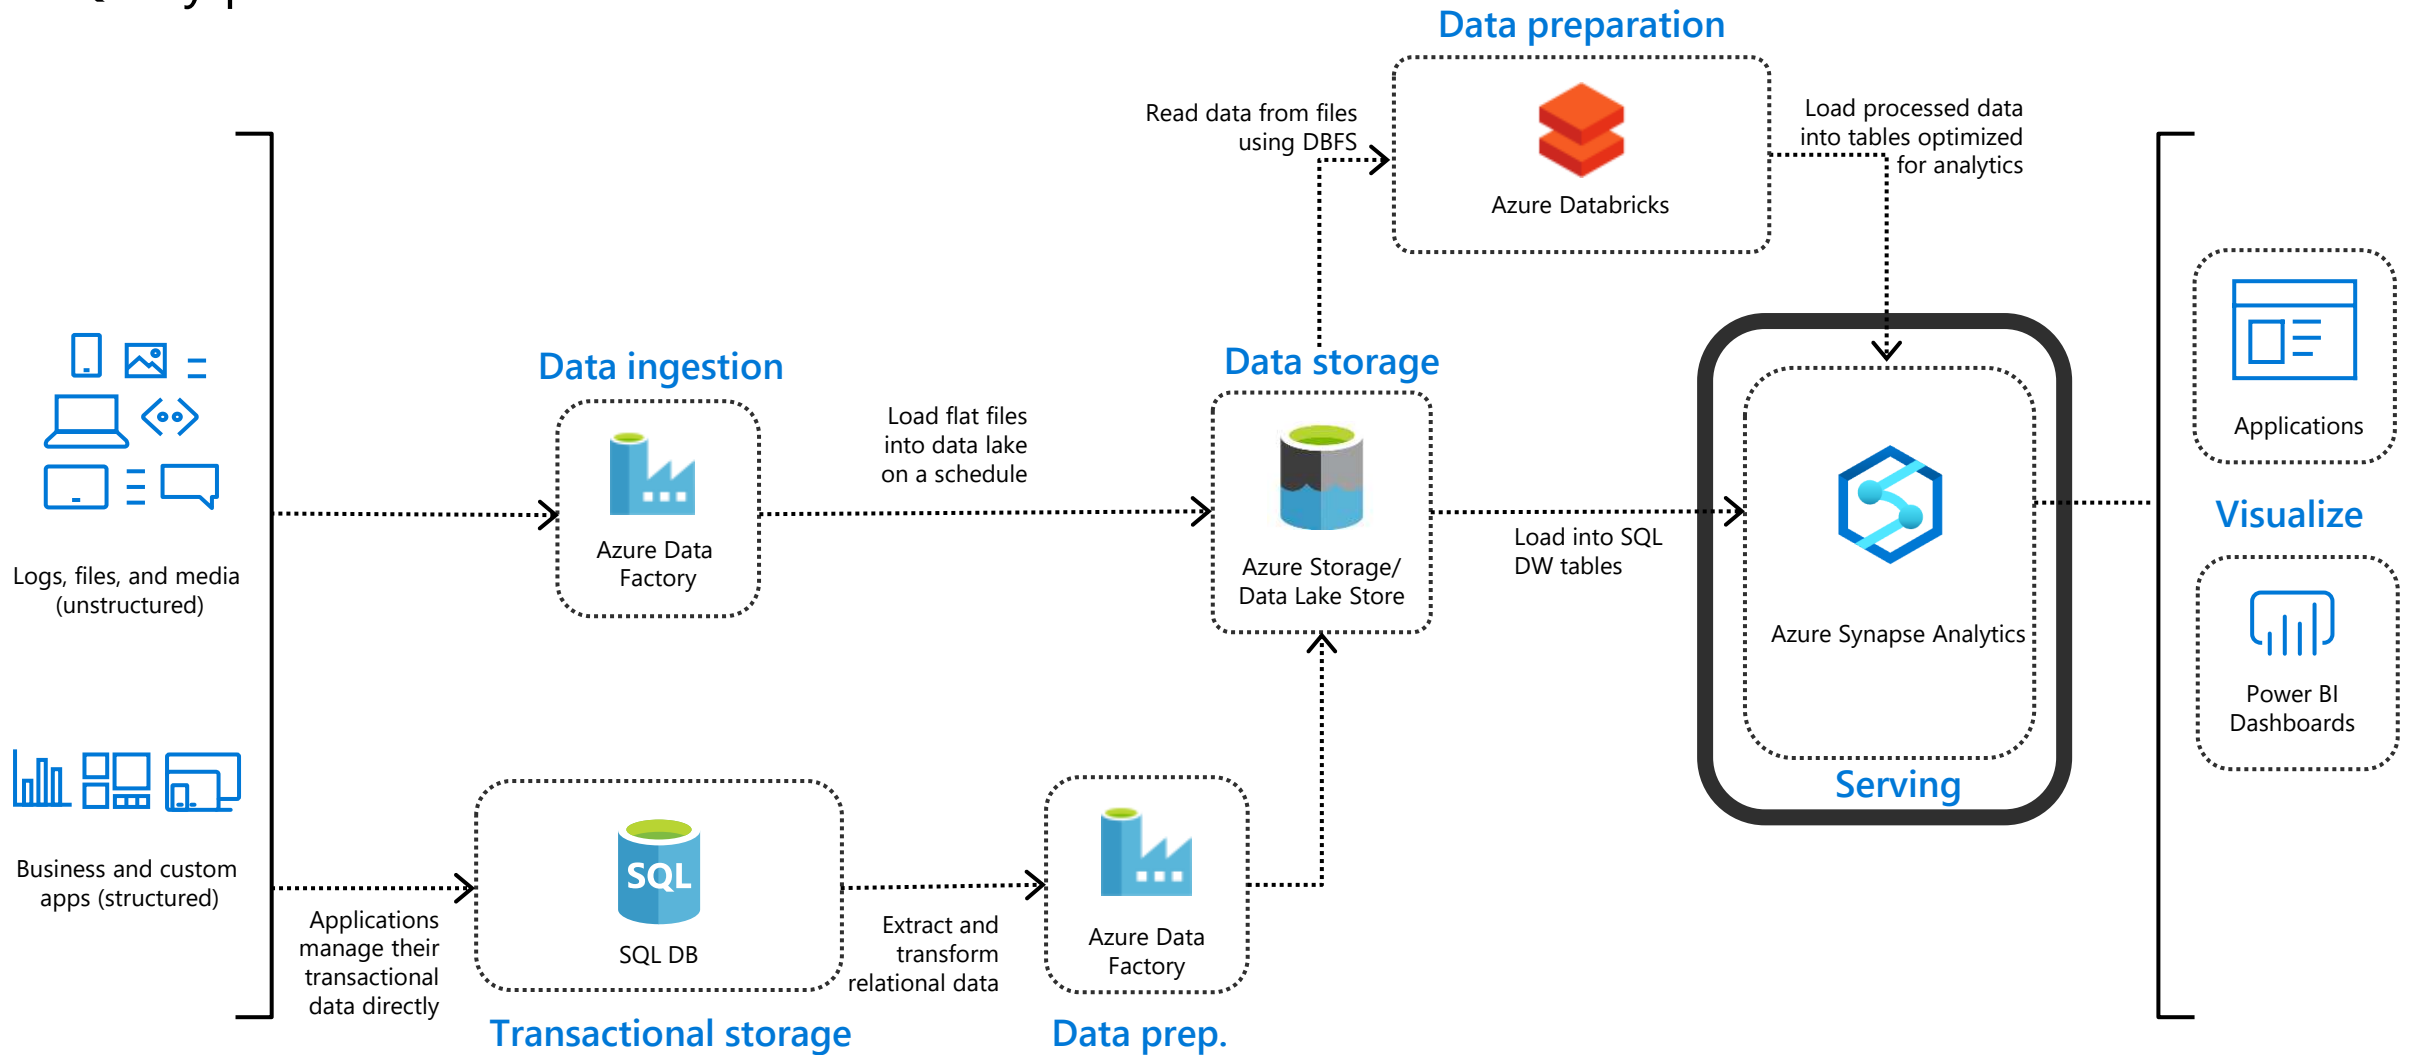 Data preparation
Read data from files
using DBFS
Load processed data
into tables optimized
for analytics
Azure Databricks
Data ingestion
Load flat files
into data lake
on a schedule
Azure Data
Factory
Data storage
Azure Storage/
Data Lake Store
Load into SQL
DW tables
Azure Synapse Analytics
Serving
Applications
Visualize
Power BI
Dashboards
Logs, files, and media
(unstructured)
Business and custom
apps (structured)
Applications
manage their
transactional
data directly
SQL
SQL DB
Transactional storage
Extract and
transform
relational data
Azure Data
Factory
Data prep.